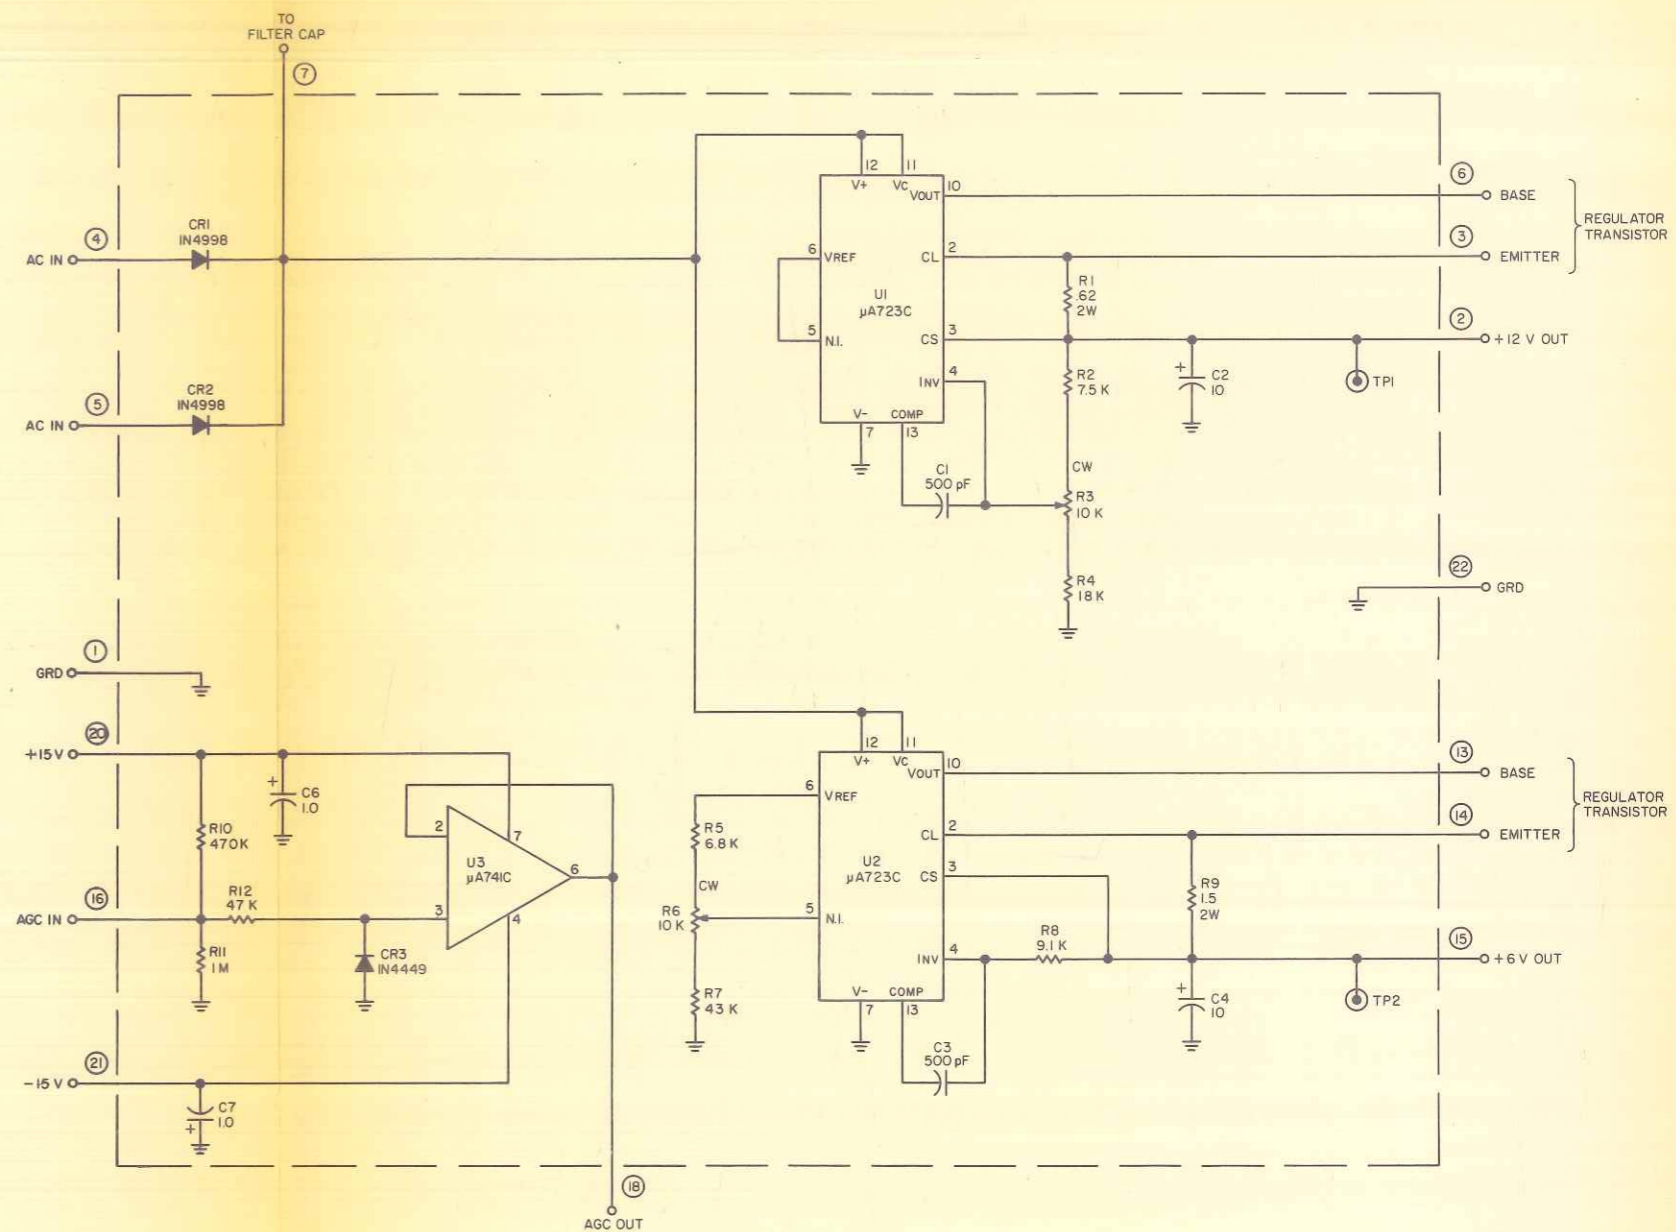 TO
FILTER CAP
7
4
AC IN
CR1
IN4998
5
AC IN
CR2
IN4998
12
11
V+
VC
VOUT
10
6
VREF
CL
2
U1
µA723C
5
N.I.
CS
3
INV
4
V-
COMP
7
13
C1
500 pF
R1
.62
2W
R2
7.5 K
CW
R3
10 K
R4
18 K
C2
10
+
TP1
6
BASE
3
EMITTER
REGULATOR
TRANSISTOR
2
+12 V OUT
22
GRD
1
GRD
20
+15V
R10
470K
+
C6
1.0
16
AGC IN
R12
47 K
R11
1M
CR3
IN4449
2
3
U3
µA741C
7
4
6
21
-15 V
C7
1.0
+
18
AGC OUT
12
11
V+
VC
VOUT
10
6
VREF
R5
6.8 K
CW
R6
10 K
R7
43 K
CL
2
CS
3
U2
µA723C
5
N.I.
INV
4
V-
COMP
7
13
C3
500 pF
R8
9.1 K
R9
1.5
2W
+
C4
10
TP2
13
BASE
14
EMITTER
REGULATOR
TRANSISTOR
15
+6 V OUT